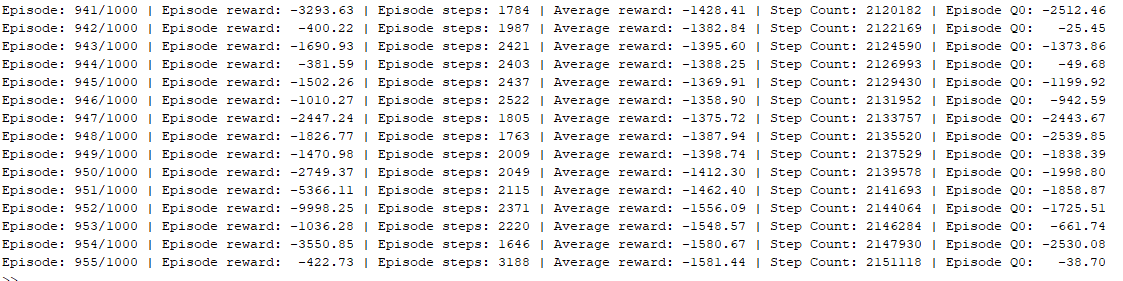 Episode: 941/1000 | Episode reward: -3293.63 | Episode steps: 1784 | Average reward: -1428.41 | Step Count: 2120182 | Episode Q0: -2512.46
Episode: 942/1000 | Episode reward: -400.22 | Episode steps: 1987 | Average reward: -1382.84 | Step Count: 2122169 | Episode Q0: -25.45
Episode: 943/1000 | Episode reward: -1690.93 | Episode steps: 2421 | Average reward: -1395.60 | Step Count: 2124590 | Episode Q0: -1373.86
Episode: 944/1000 | Episode reward: -381.59 | Episode steps: 2403 | Average reward: -1388.25 | Step Count: 2126993 | Episode Q0: -49.68
Episode: 945/1000 | Episode reward: -1502.26 | Episode steps: 2437 | Average reward: -1369.91 | Step Count: 2129430 | Episode Q0: -1199.92
Episode: 946/1000 | Episode reward: -1010.27 | Episode steps: 2522 | Average reward: -1358.90 | Step Count: 2131952 | Episode Q0: -942.59
Episode: 947/1000 | Episode reward: -2447.24 | Episode steps: 1805 | Average reward: -1375.72 | Step Count: 2133757 | Episode Q0: -2443.67
Episode: 948/1000 | Episode reward: -1826.77 | Episode steps: 1763 | Average reward: -1387.94 | Step Count: 2135520 | Episode Q0: -2539.85
Episode: 949/1000 | Episode reward: -1470.98 | Episode steps: 2009 | Average reward: -1398.74 | Step Count: 2137529 | Episode Q0: -1838.39
Episode: 950/1000 | Episode reward: -2749.37 | Episode steps: 2049 | Average reward: -1412.30 | Step Count: 2139578 | Episode Q0: -1998.80
Episode: 951/1000 | Episode reward: -5366.11 | Episode steps: 2115 | Average reward: -1462.40 | Step Count: 2141693 | Episode Q0: -1858.87
Episode: 952/1000 | Episode reward: -9998.25 | Episode steps: 2371 | Average reward: -1556.09 | Step Count: 2144064 | Episode Q0: -1725.51
Episode: 953/1000 | Episode reward: -1036.28 | Episode steps: 2220 | Average reward: -1548.57 | Step Count: 2146284 | Episode Q0: -661.74
Episode: 954/1000 | Episode reward: -3550.85 | Episode steps: 1646 | Average reward: -1580.67 | Step Count: 2147930 | Episode Q0: -2530.08
Episode: 955/1000 | Episode reward: -422.73 | Episode steps: 3188 | Average reward: -1581.44 | Step Count: 2151118 | Episode Q0: -38.70
>>